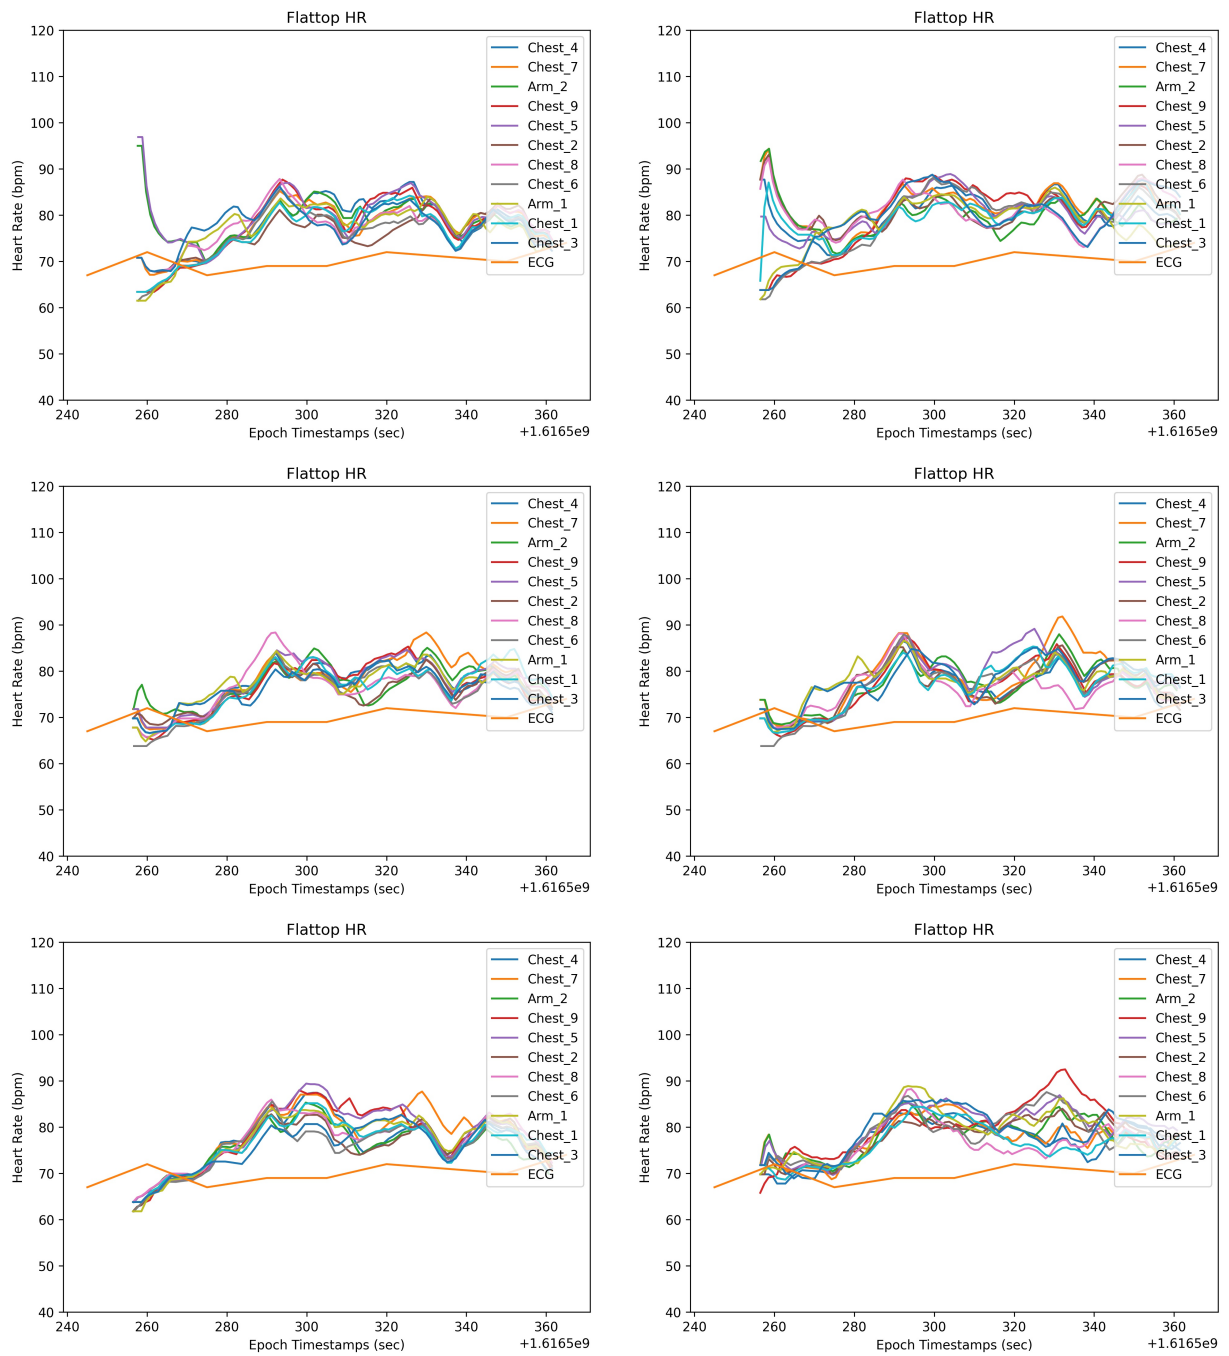 Flattop HR
120
110
100
90
80
70
60
50
40
Heart Rate (bpm)
Chest_4
Chest_7
Arm_2
Chest_9
Chest_5
Chest_2
Chest_8
Chest_6
Arm_1
Chest_1
Chest_3
ECG
240 260 280 300 320 340 360
Epoch Timestamps (sec)
+1.6165e9
Flattop HR
120
110
100
90
80
70
60
50
40
Heart Rate (bpm)
Chest_4
Chest_7
Arm_2
Chest_9
Chest_5
Chest_2
Chest_8
Chest_6
Arm_1
Chest_1
Chest_3
ECG
240 260 280 300 320 340 360
Epoch Timestamps (sec)
+1.6165e9
Flattop HR
120
110
100
90
80
70
60
50
40
Heart Rate (bpm)
Chest_4
Chest_7
Arm_2
Chest_9
Chest_5
Chest_2
Chest_8
Chest_6
Arm_1
Chest_1
Chest_3
ECG
240 260 280 300 320 340 360
Epoch Timestamps (sec)
+1.6165e9
Flattop HR
120
110
100
90
80
70
60
50
40
Heart Rate (bpm)
Chest_4
Chest_7
Arm_2
Chest_9
Chest_5
Chest_2
Chest_8
Chest_6
Arm_1
Chest_1
Chest_3
ECG
240 260 280 300 320 340 360
Epoch Timestamps (sec)
+1.6165e9
Flattop HR
120
110
100
90
80
70
60
50
40
Heart Rate (bpm)
Chest_4
Chest_7
Arm_2
Chest_9
Chest_5
Chest_2
Chest_8
Chest_6
Arm_1
Chest_1
Chest_3
ECG
240 260 280 300 320 340 360
Epoch Timestamps (sec)
+1.6165e9
Flattop HR
120
110
100
90
80
70
60
50
40
Heart Rate (bpm)
Chest_4
Chest_7
Arm_2
Chest_9
Chest_5
Chest_2
Chest_8
Chest_6
Arm_1
Chest_1
Chest_3
ECG
240 260 280 300 320 340 360
Epoch Timestamps (sec)
+1.6165e9